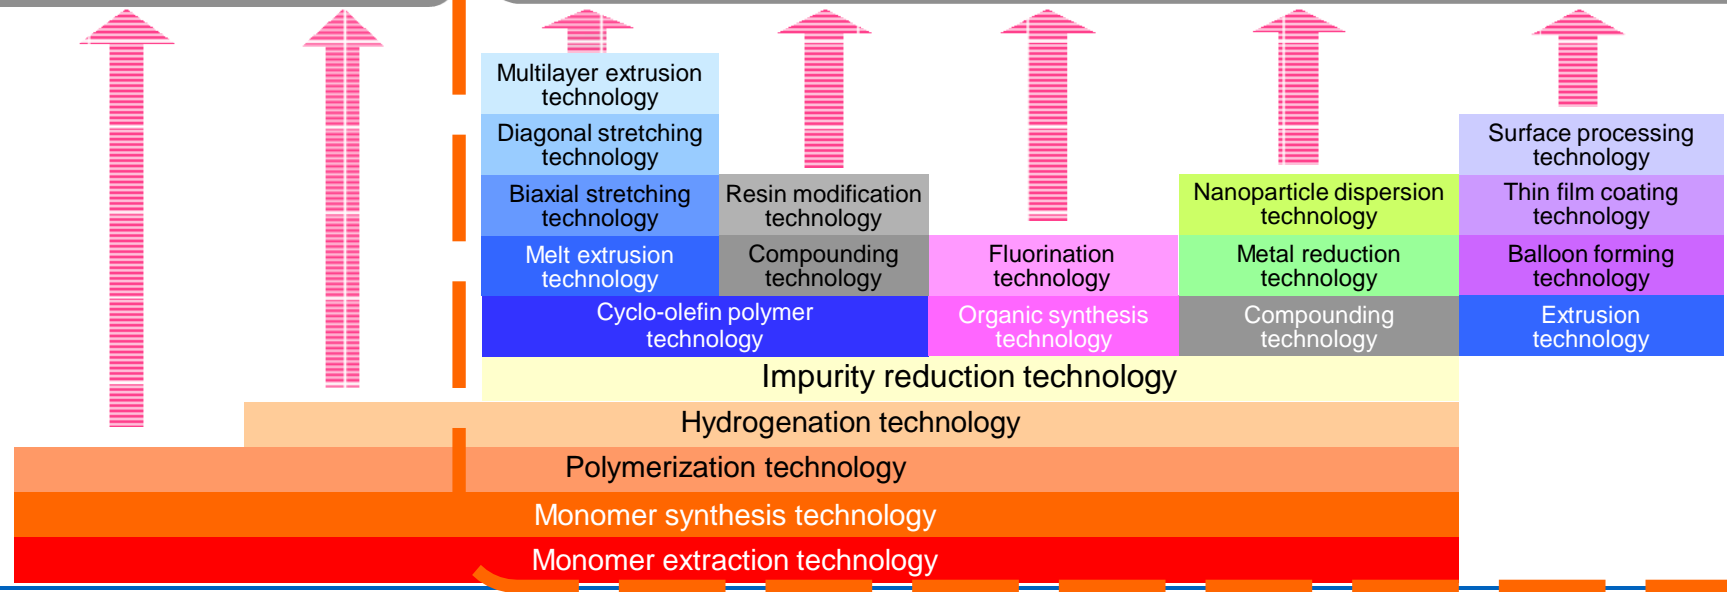 Multilayer extrusion
technology
Diagonal stretching
technology
Surface processing
technology
Biaxial stretching
technology
Resin modification
technology
Nanoparticle dispersion
technology
Thin film coating
technology
Melt extrusion
technology
Compounding
technology
Fluorination
technology
Metal reduction
technology
Balloon forming
technology
Cyclo-olefin polymer
technology
Organic synthesis
technology
Compounding
technology
Extrusion
technology
Impurity reduction technology
Hydrogenation technology
Polymerization technology
Monomer synthesis technology
Monomer extraction technology